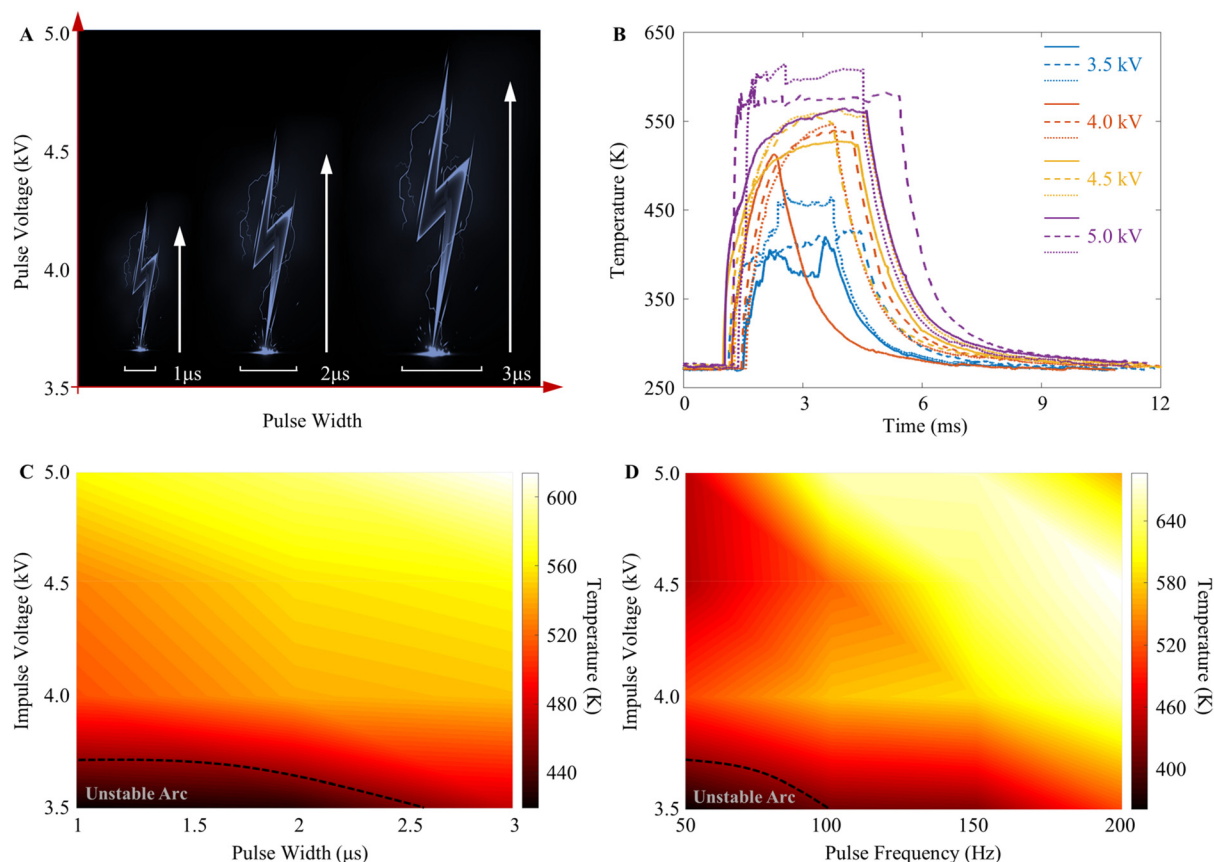 A
Pulse Voltage (kV)
5.0
4.5
4.0
3.5
1μs
2μs
3μs
Pulse Width
B
Temperature (K)
650
550
450
350
250
3.5 kV
4.0 kV
4.5 kV
5.0 kV
0 3 6 9 12
Time (ms)
C
Impulse Voltage (kV)
5.0
4.5
4.0
3.5
Unstable Arc
1 1.5 2 2.5 3
Pulse Width (μs)
600
560
520
480
440
Temperature (K)
D
Impulse Voltage (kV)
5.0
4.5
4.0
3.5
Unstable Arc
50 100 150 200
Pulse Frequency (Hz)
640
580
520
460
400
Temperature (K)